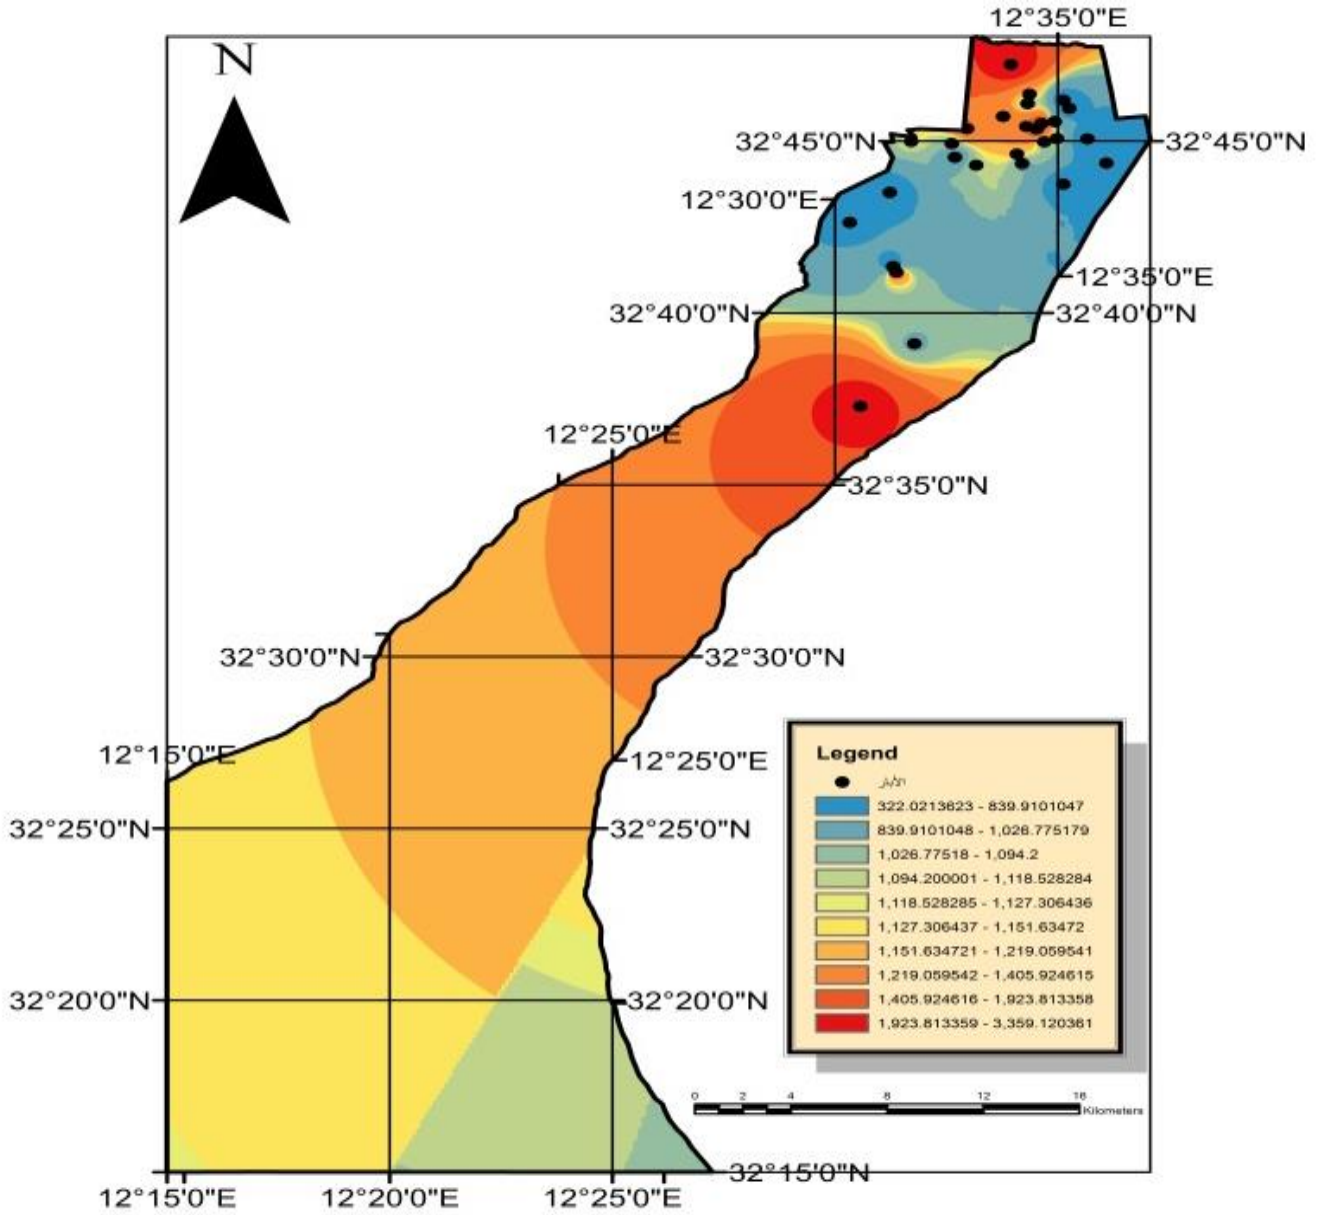 12°35'0"E
N
32°45'0"N
32°45'0"N
12°30'0"E
12°35'0"E
32°40'0"N
32°40'0"N
12°25'0"E
32°35'0"N
32°30'0"N
32°30'0"N
12°15'0"E
12°25'0"E
32°25'0"N
32°25'0"N
32°20'0"N
32°20'0"N
32°15'0"N
12°15'0"E
12°20'0"E
12°25'0"E
Legend
322.0213623 - 839.9101047
839.9101048 - 1,026.775179
1,026.77518 - 1,094.2
1,094.200001 - 1,118.528284
1,118.528285 - 1,127.306436
1,127.306437 - 1,151.63472
1,151.634721 - 1,219.059541
1,219.059542 - 1,405.924615
1,405.924616 - 1,923.813358
1,923.813359 - 3,359.120361
0 2 4 8 12 16
Kilometers